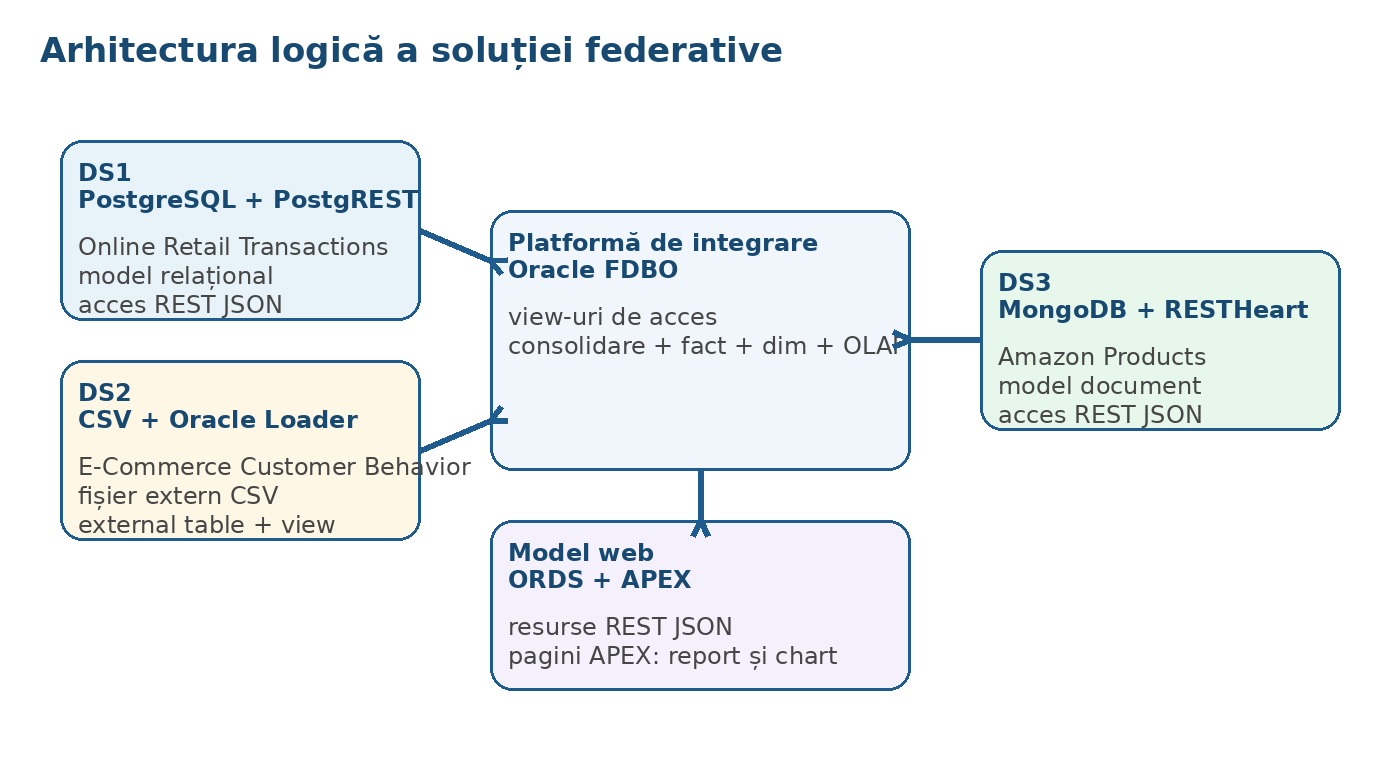 Arhitectura logică a soluției federative
DS1
PostgreSQL + PostgREST
Online Retail Transactions
model relațional
acces REST JSON
DS2
CSV + Oracle Loader
E-Commerce Customer Behavior
fișier extern CSV
external table + view
Platformă de integrare
Oracle FDBO
view-uri de acces
consolidare + fact + dim + OLAP
DS3
MongoDB + RESTHeart
Amazon Products
model document
acces REST JSON
Model web
ORDS + APEX
resurse REST JSON
pagini APEX: report și chart